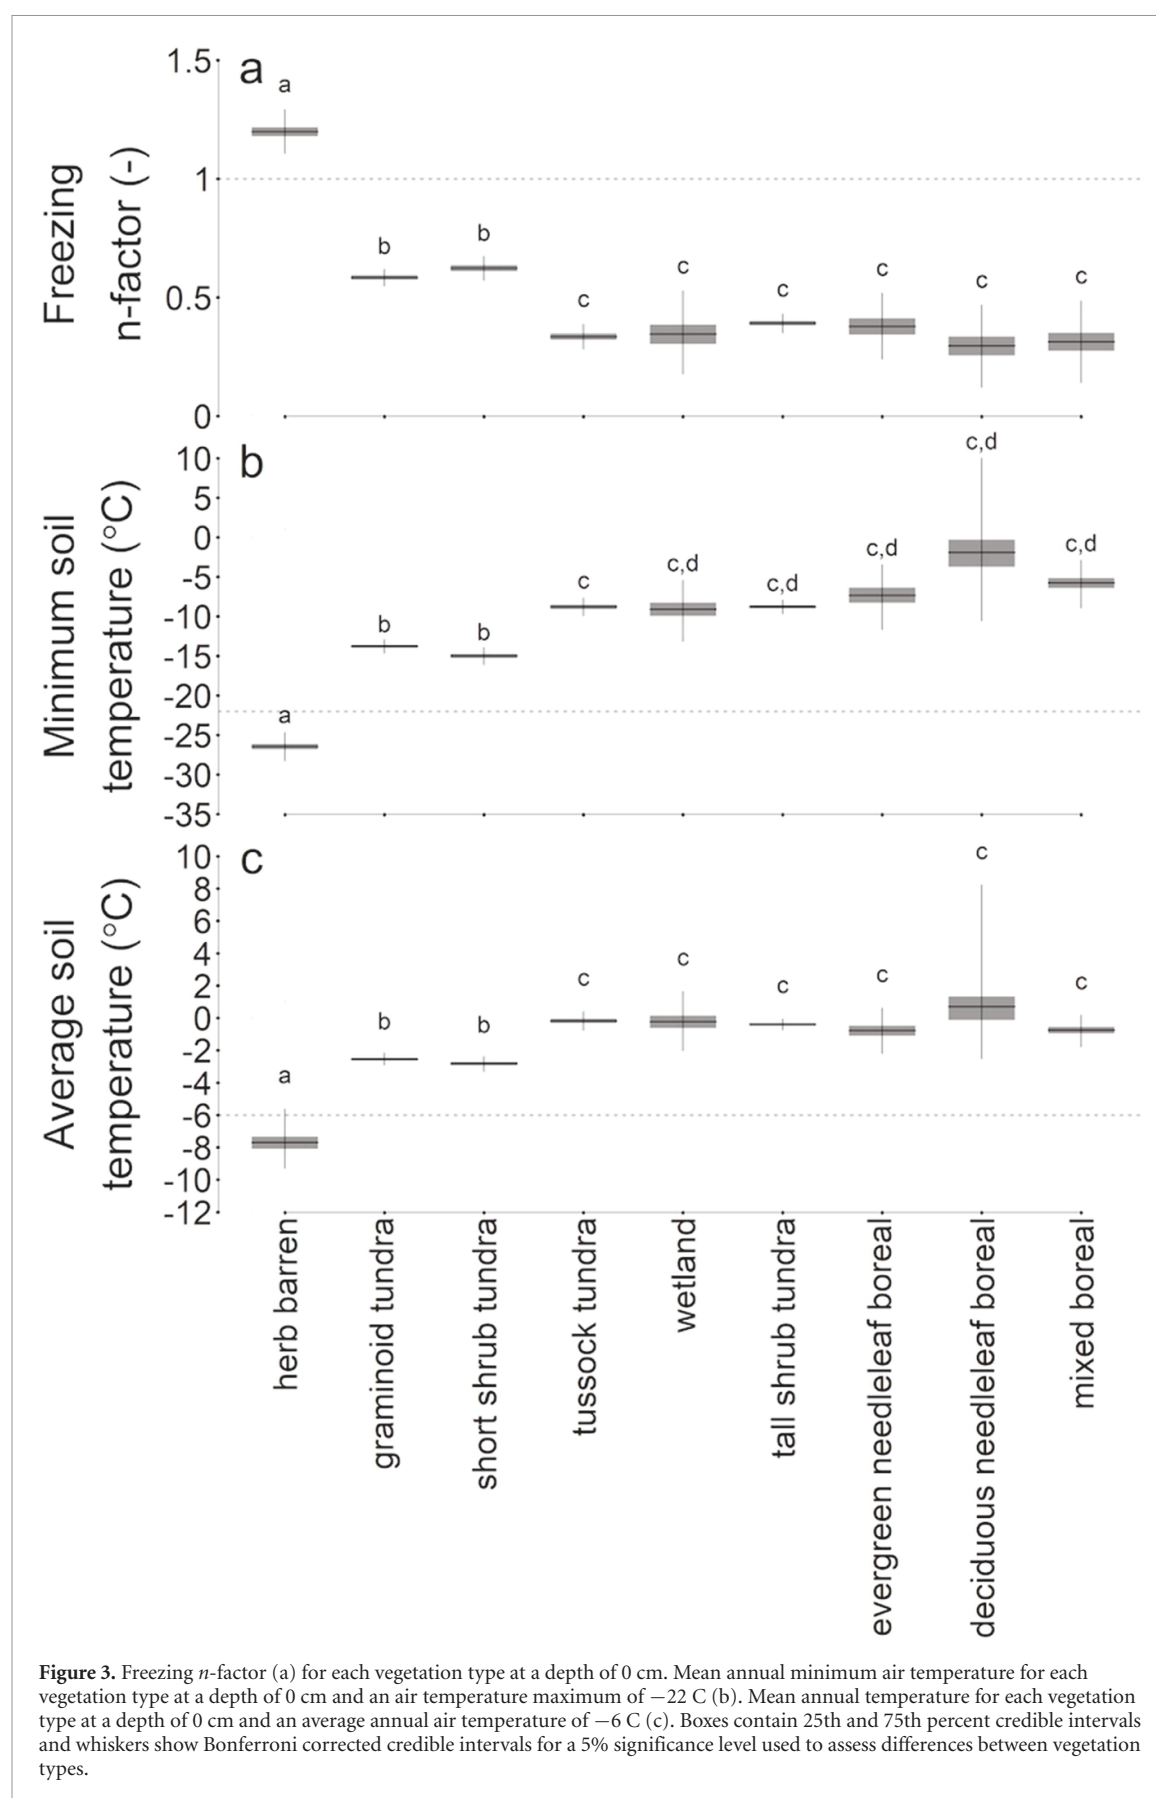 a
1.5
1
0.5
0
Freezing
n-factor (-)
a
b
b
c
c
c
c
c
c
b
10
5
0
-5
-10
-15
-20
-25
-30
-35
Minimum soil
temperature (°C)
a
b
b
c
c,d
c,d
c,d
c,d
c,d
c
10
8
6
4
2
0
-2
-4
-6
-8
-10
-12
Average soil
temperature (°C)
a
b
b
c
c
c
c
c
c
herb barren
graminoid tundra
short shrub tundra
tussock tundra
wetland
tall shrub tundra
evergreen needleleaf boreal
deciduous needleleaf boreal
mixed boreal
Figure 3. Freezing n-factor (a) for each vegetation type at a depth of 0 cm. Mean annual minimum air temperature for each
vegetation type at a depth of 0 cm and an air temperature maximum of −22 C (b). Mean annual temperature for each vegetation
type at a depth of 0 cm and an average annual air temperature of −6 C (c). Boxes contain 25th and 75th percent credible intervals
and whiskers show Bonferroni corrected credible intervals for a 5% significance level used to assess differences between vegetation
types.